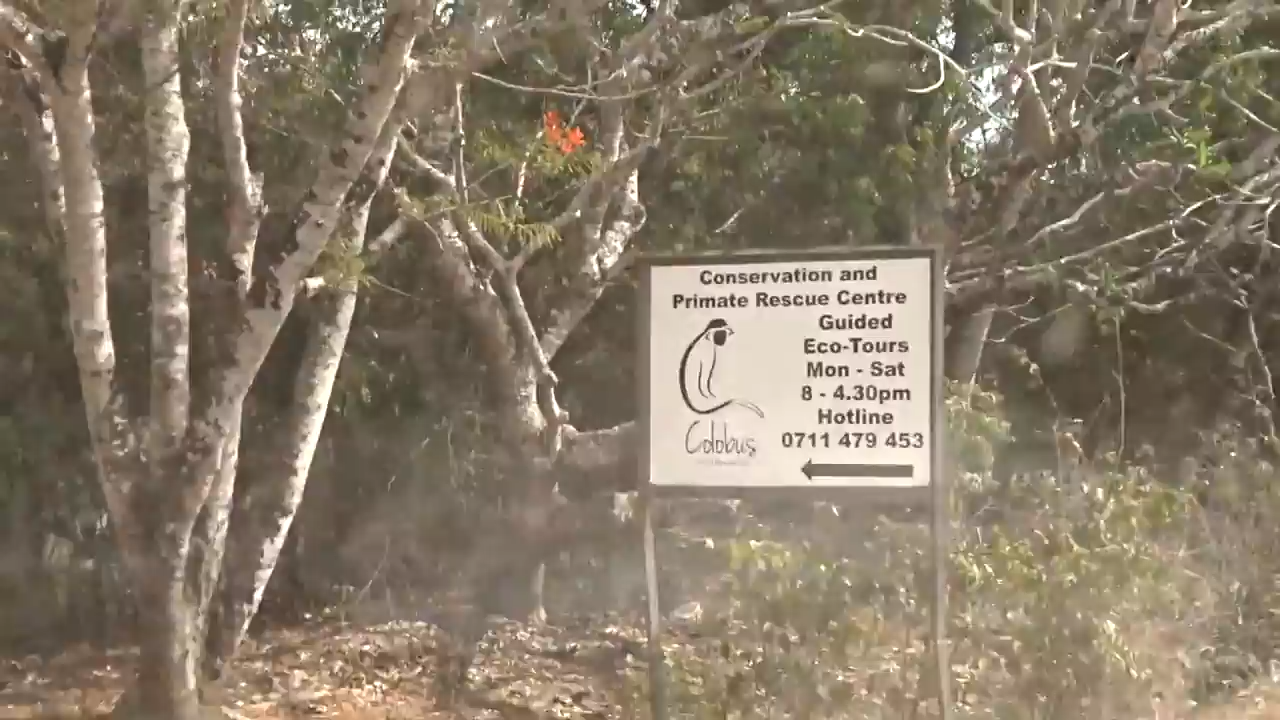 Conservation and
Primate Rescue Centre
Guided
Eco-Tours
Mon - Sat
8 - 4.30pm
Hotline
0711 479 453
Colobus